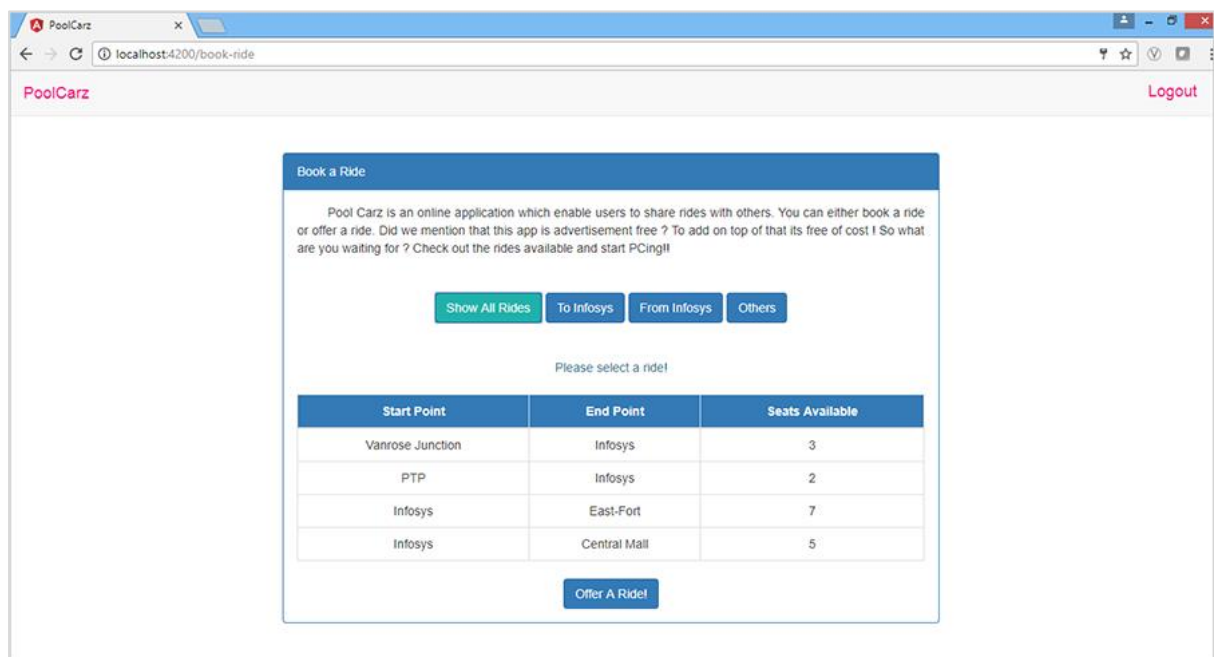 PoolCarz
localhost:4200/book-ride
PoolCarz
Logout
Book a Ride
Pool Carz is an online application which enable users to share rides with others. You can either book a ride
or offer a ride. Did we mention that this app is advertisement free ? To add on top of that its free of cost ! So what
are you waiting for ? Check out the rides available and start PCing!!
Show All Rides To Infosys From Infosys Others
Please select a ride!
Start Point End Point Seats Available
Vanrose Junction Infosys 3
PTP Infosys 2
Infosys East-Fort 7
Infosys Central Mall 5
Offer A Ride!